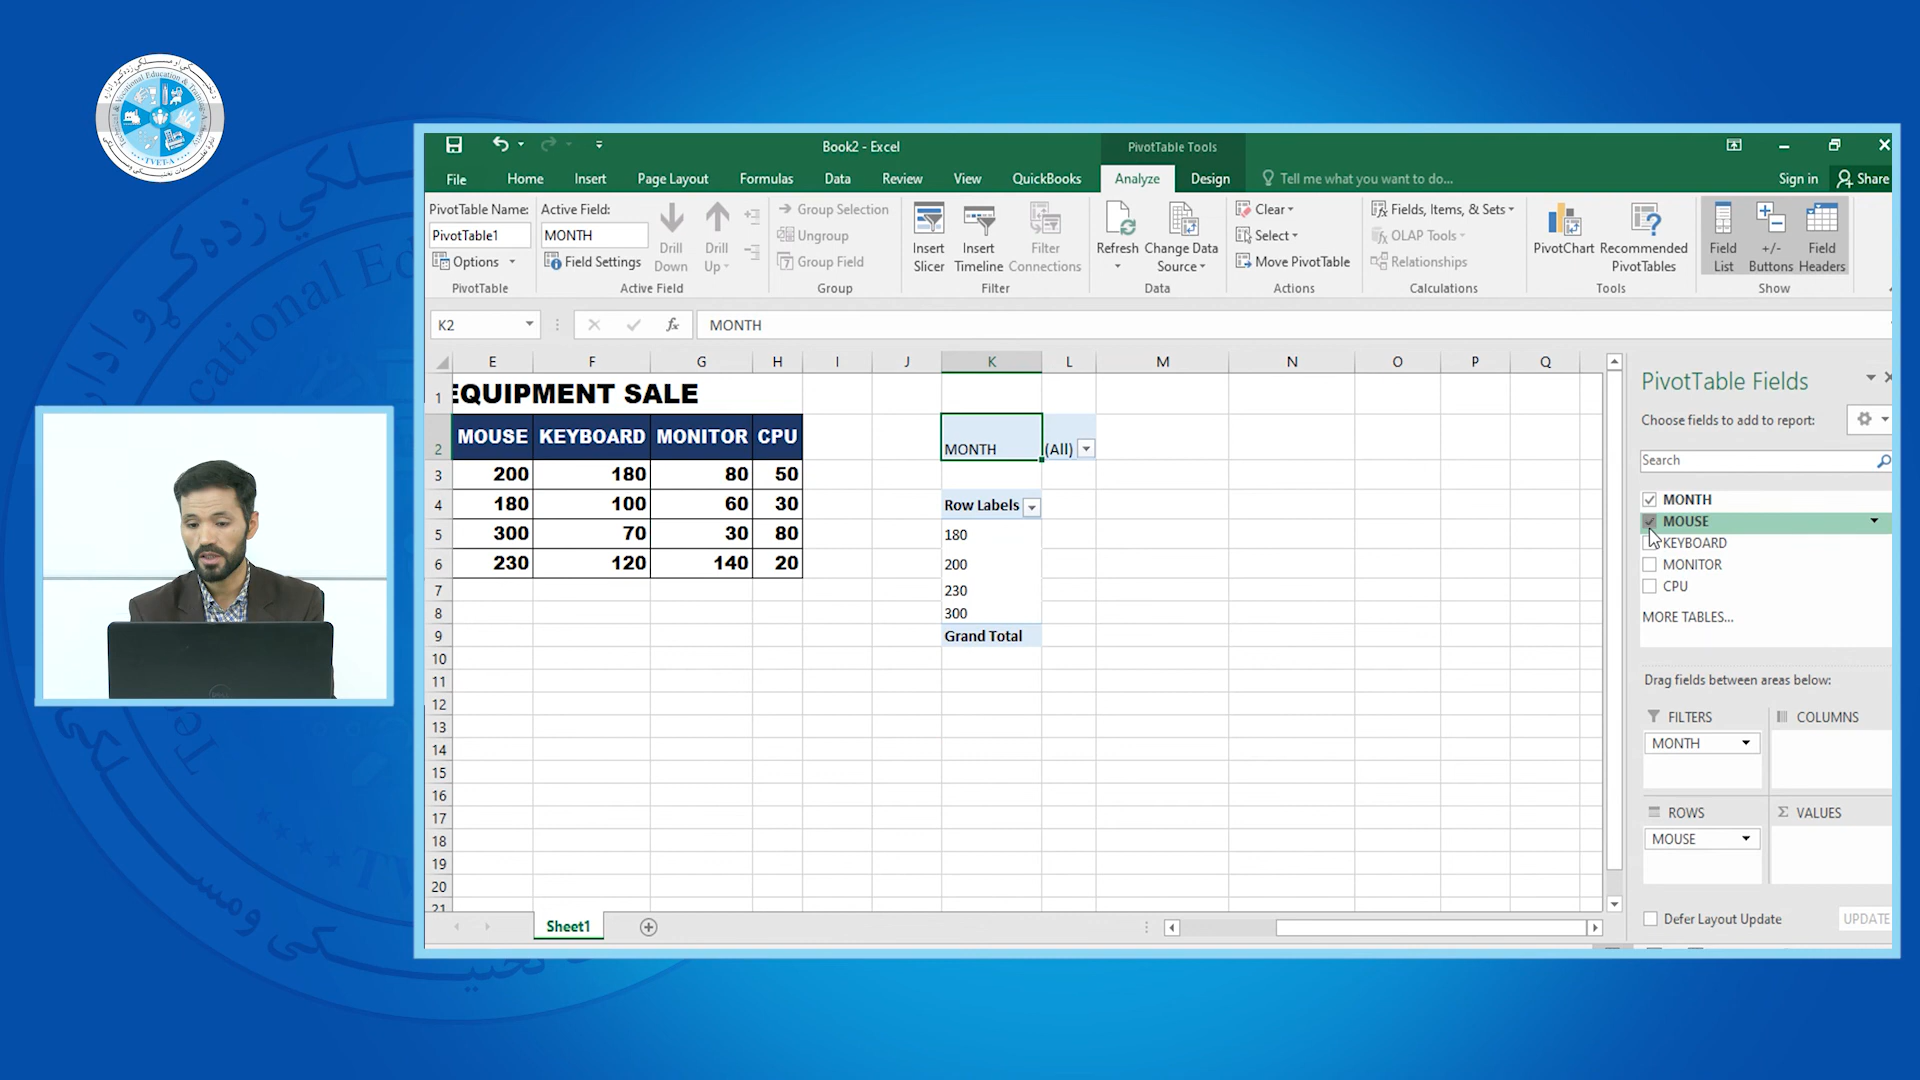 Technical & Vocational Education & Training-Authority
TVET-A
Book2 - Excel
PivotTable Tools
File
Home
Insert
Page Layout
Formulas
Data
Review
View
QuickBooks
Analyze
Design
Tell me what you want to do...
Sign in
Share
PivotTable Name:
PivotTable1
Options
PivotTable
Active Field:
MONTH
Field Settings
Drill Down
Drill Up
Active Field
Group Selection
Ungroup
Group Field
Group
Insert Slicer
Insert Timeline
Filter Connections
Filter
Refresh
Change Data Source
Data
Clear
Select
Move PivotTable
Actions
Fields, Items, & Sets
OLAP Tools
Relationships
Calculations
PivotChart
Recommended PivotTables
Tools
Field List
+/- Buttons
Field Headers
Show
K2
fx
MONTH
E F G H I J K L M N O P Q
1 EQUIPMENT SALE
2 MOUSE KEYBOARD MONITOR CPU MONTH (All)
3 200 180 80 50
4 180 100 60 30 Row Labels
5 300 70 30 80 180
6 230 120 140 20 200
7 230
8 300
9 Grand Total
10
11
12
13
14
15
16
17
18
19
20
21
Sheet1
PivotTable Fields
Choose fields to add to report:
Search
MONTH
MOUSE
KEYBOARD
MONITOR
CPU
MORE TABLES...
Drag fields between areas below:
FILTERS
MONTH
COLUMNS
ROWS
MOUSE
Σ VALUES
Defer Layout Update
UPDATE